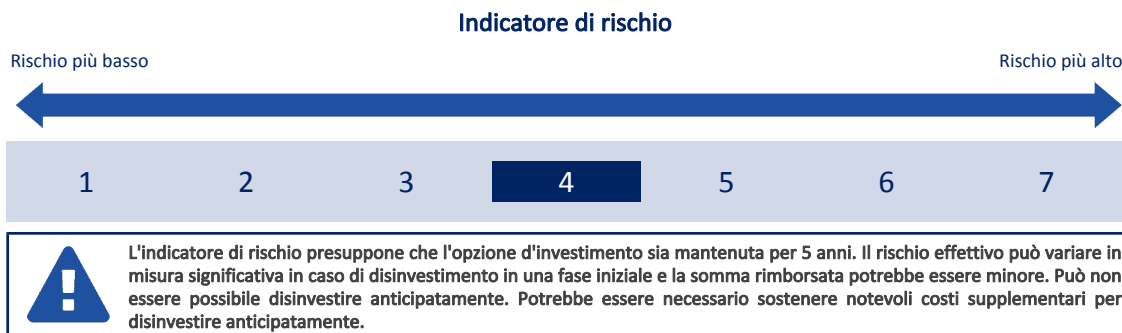 Indicatore di rischio
Rischio più basso
Rischio più alto
1 2 3 4 5 6 7
L'indicatore di rischio presuppone che l'opzione d'investimento sia mantenuta per 5 anni. Il rischio effettivo può variare in
misura significativa in caso di disinvestimento in una fase iniziale e la somma rimborsata potrebbe essere minore. Può non
essere possibile disinvestire anticipatamente. Potrebbe essere necessario sostenere notevoli costi supplementari per
disinvestire anticipatamente.